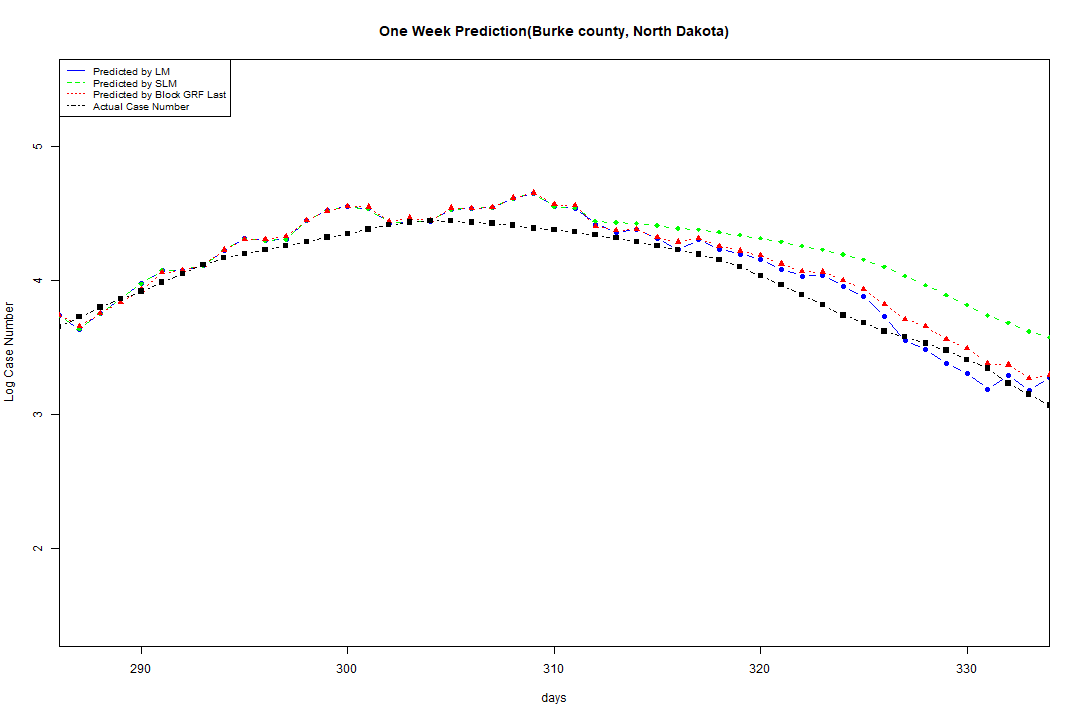 One Week Prediction(Burke county, North Dakota)
Predicted by LM
Predicted by SLM
Predicted by Block GRF Last
Actual Case Number
5
4
3
2
Log Case Number
290 300 310 320 330
days